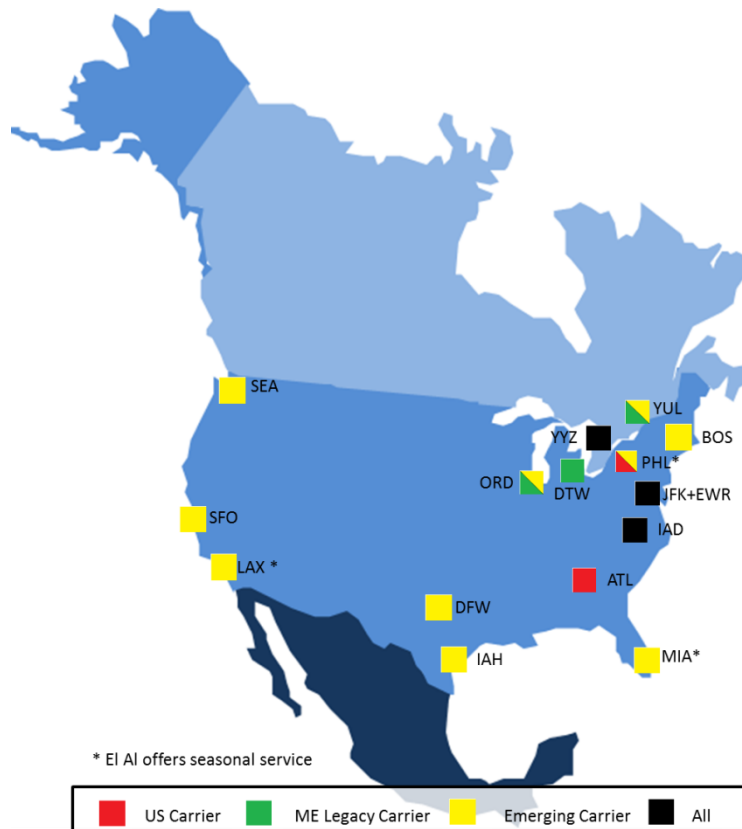 SEA
YUL
YYZ
BOS
PHL*
ORD
DTW
JFK+EWR
SFO
IAD
LAX *
ATL
DFW
IAH
MIA*
* El Al offers seasonal service
US Carrier ME Legacy Carrier Emerging Carrier All